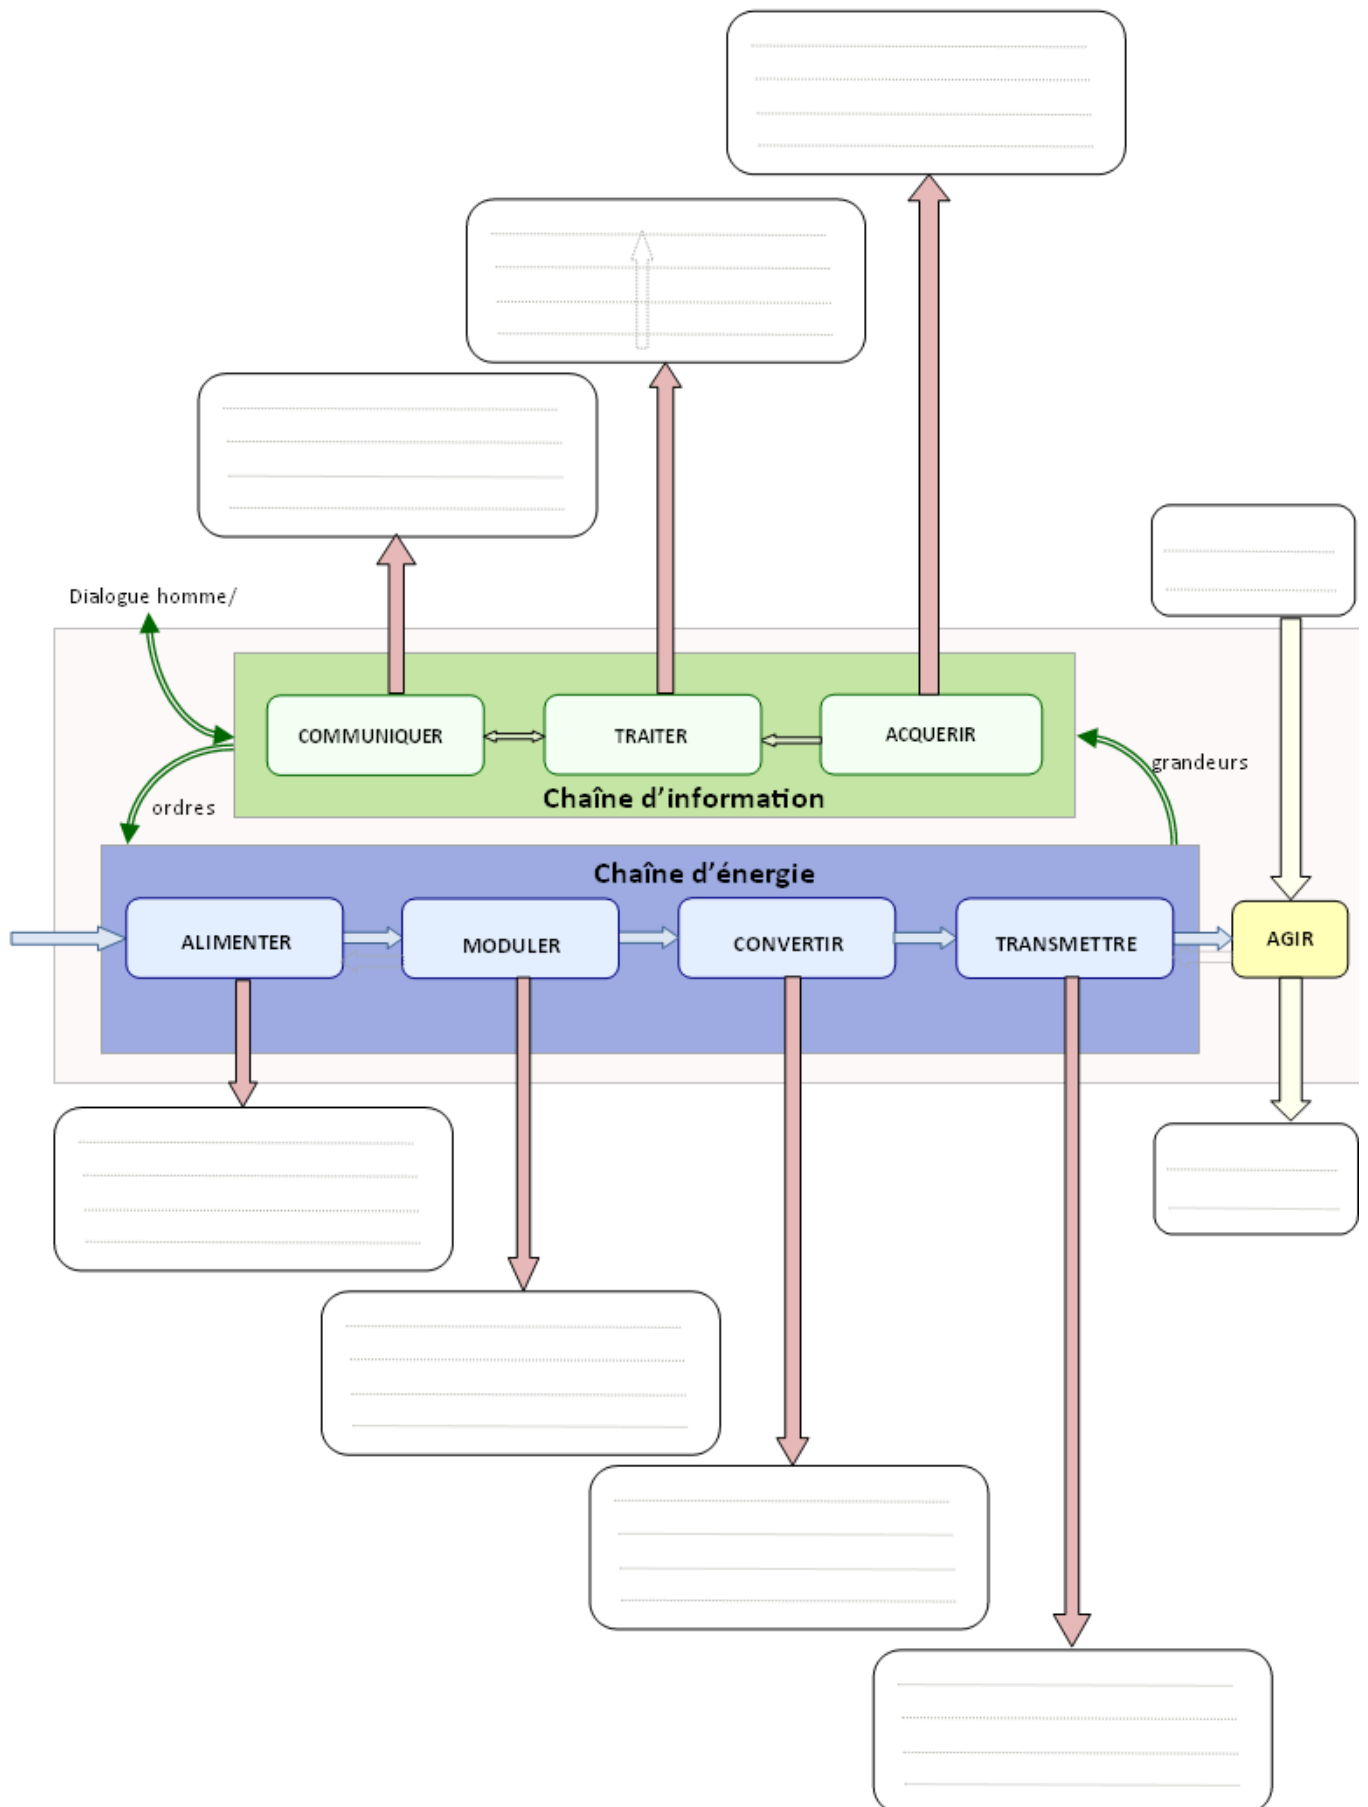 Dialogue homme/
COMMUNIQUER
TRAITER
ACQUERIR
grandeurs
Chaîne d’information
ordres
Chaîne d’énergie
ALIMENTER
MODULER
CONVERTIR
TRANSMETTRE
AGIR